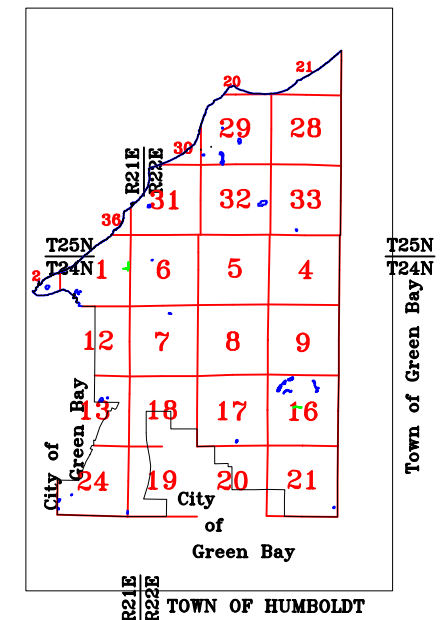 21
20
29 28
30
R21E
R22E
31 32 33
36
T25N
T24N
T25N
T24N
2 1 6 5 4
12 7 8 9
Town of Green Bay
13 18 17 16
City of
Green Bay
24 19 20 21
City
of
Green Bay
R21E
R22E
TOWN OF HUMBOLDT